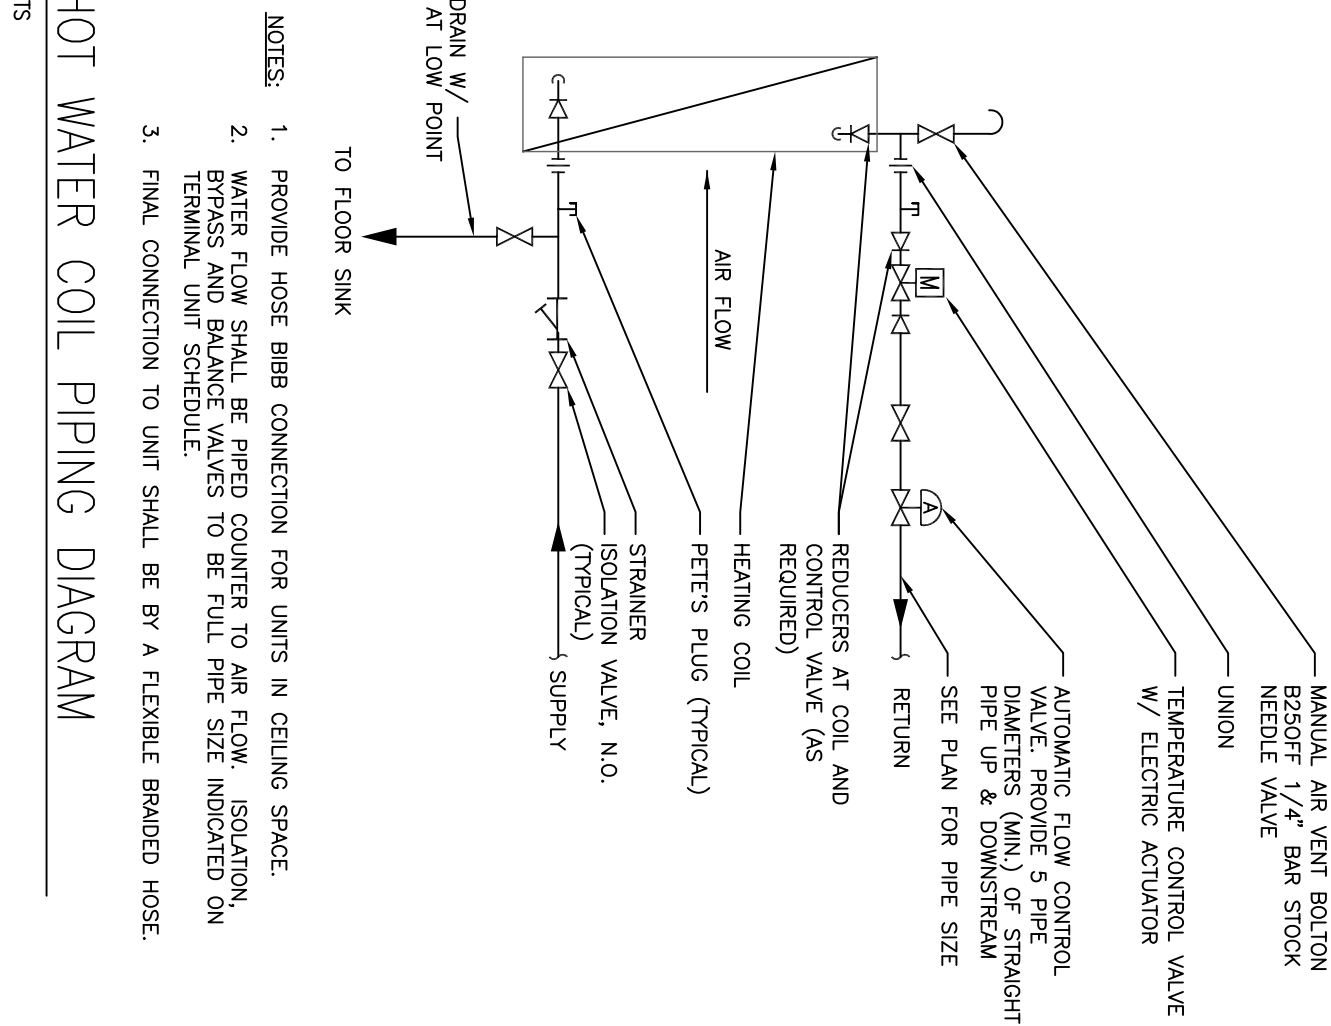 MANUAL AIR VENT BOLTON
B250FF 1/4" BAR STOCK
NEEDLE VALVE
UNION
TEMPERATURE CONTROL VALVE
W/ ELECTRIC ACTUATOR
AUTOMATIC FLOW CONTROL
VALVE. PROVIDE 5 PIPE
DIAMETERS (MIN.) OF STRAIGHT
PIPE UP & DOWNSTREAM
SEE PLAN FOR PIPE SIZE
RETURN
A
M
REDUCERS AT COIL AND
CONTROL VALVE (AS
REQUIRED)
HEATING COIL
AIR FLOW
PETE'S PLUG (TYPICAL)
STRAINER
ISOLATION VALVE, N.O.
(TYPICAL)
SUPPLY
DRAIN W/
AT LOW POINT
TO FLOOR SINK
NOTES:
1. PROVIDE HOSE BIBB CONNECTION FOR UNITS IN CEILING SPACE.
2. WATER FLOW SHALL BE PIPED COUNTER TO AIR FLOW. ISOLATION,
BYPASS AND BALANCE VALVES TO BE FULL PIPE SIZE INDICATED ON
TERMINAL UNIT SCHEDULE.
3. FINAL CONNECTION TO UNIT SHALL BE BY A FLEXIBLE BRAIDED HOSE.
HOT WATER COIL PIPING DIAGRAM
TS